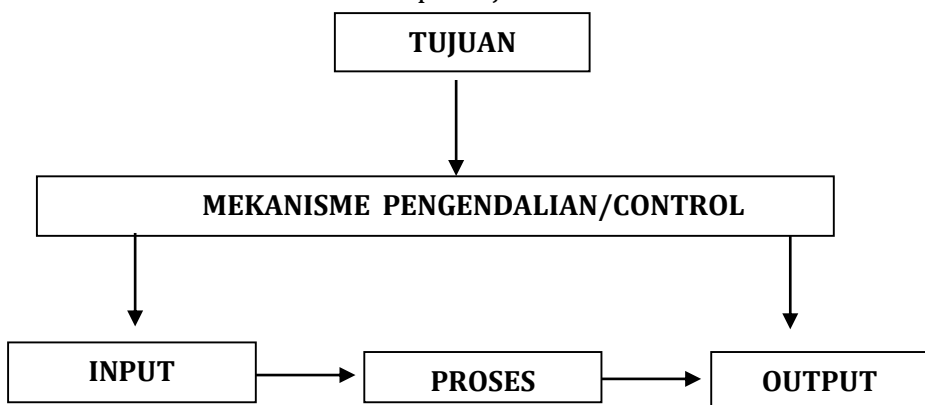 TUJUAN
MEKANISME PENGENDALIAN/CONTROL
INPUT
PROSES
OUTPUT